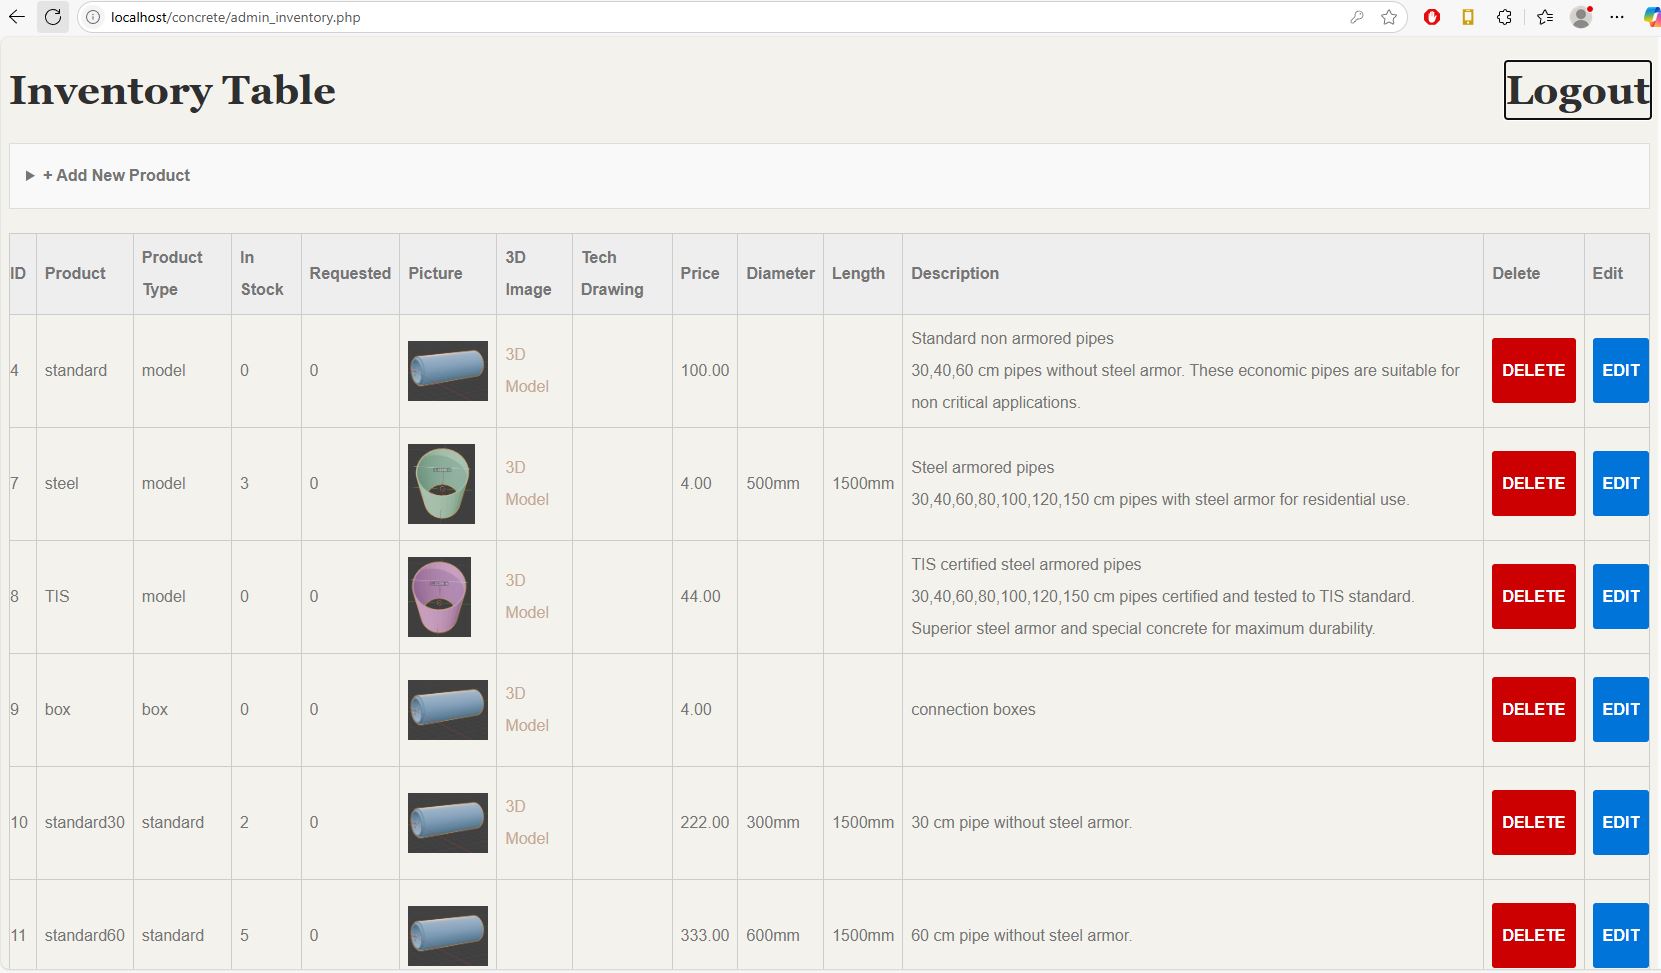 localhost/concrete/admin_inventory.php
Inventory Table
Logout
+ Add New Product
ID Product Product Type In Stock Requested Picture 3D Image Tech Drawing Price Diameter Length Description Delete Edit
4 standard model 0 0 3D Model 100.00 Standard non armored pipes
30,40,60 cm pipes without steel armor. These economic pipes are suitable for
non critical applications.
DELETE EDIT
7 steel model 3 0 3D Model 4.00 500mm 1500mm Steel armored pipes
30,40,60,80,100,120,150 cm pipes with steel armor for residential use.
DELETE EDIT
8 TIS model 0 0 3D Model 44.00 TIS certified steel armored pipes
30,40,60,80,100,120,150 cm pipes certified and tested to TIS standard.
Superior steel armor and special concrete for maximum durability.
DELETE EDIT
9 box box 0 0 3D Model 4.00 connection boxes DELETE EDIT
10 standard30 standard 2 0 3D Model 222.00 300mm 1500mm 30 cm pipe without steel armor. DELETE EDIT
11 standard60 standard 5 0 333.00 600mm 1500mm 60 cm pipe without steel armor. DELETE EDIT